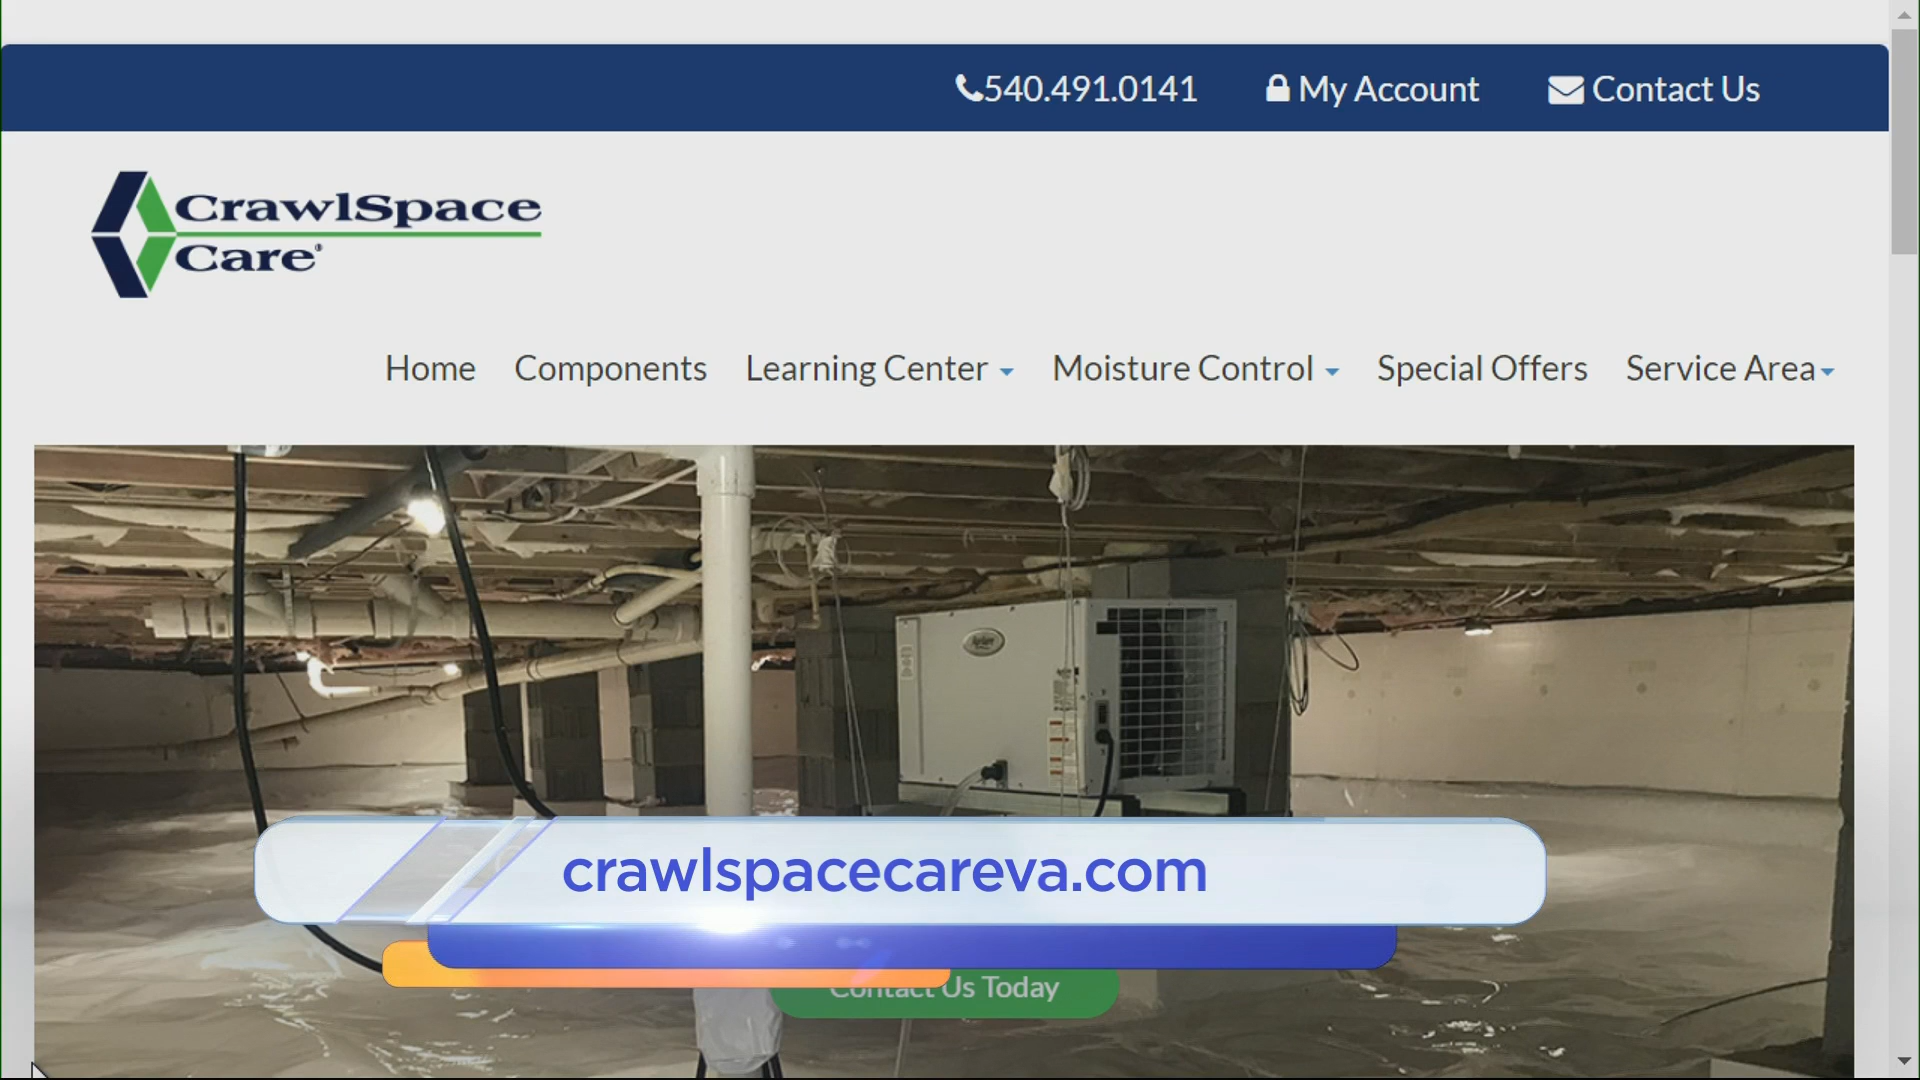 540.491.0141 My Account Contact Us
CrawlSpace
Care®
Home Components Learning Center Moisture Control Special Offers Service Area
crawlspacecareva.com
Contact Us Today